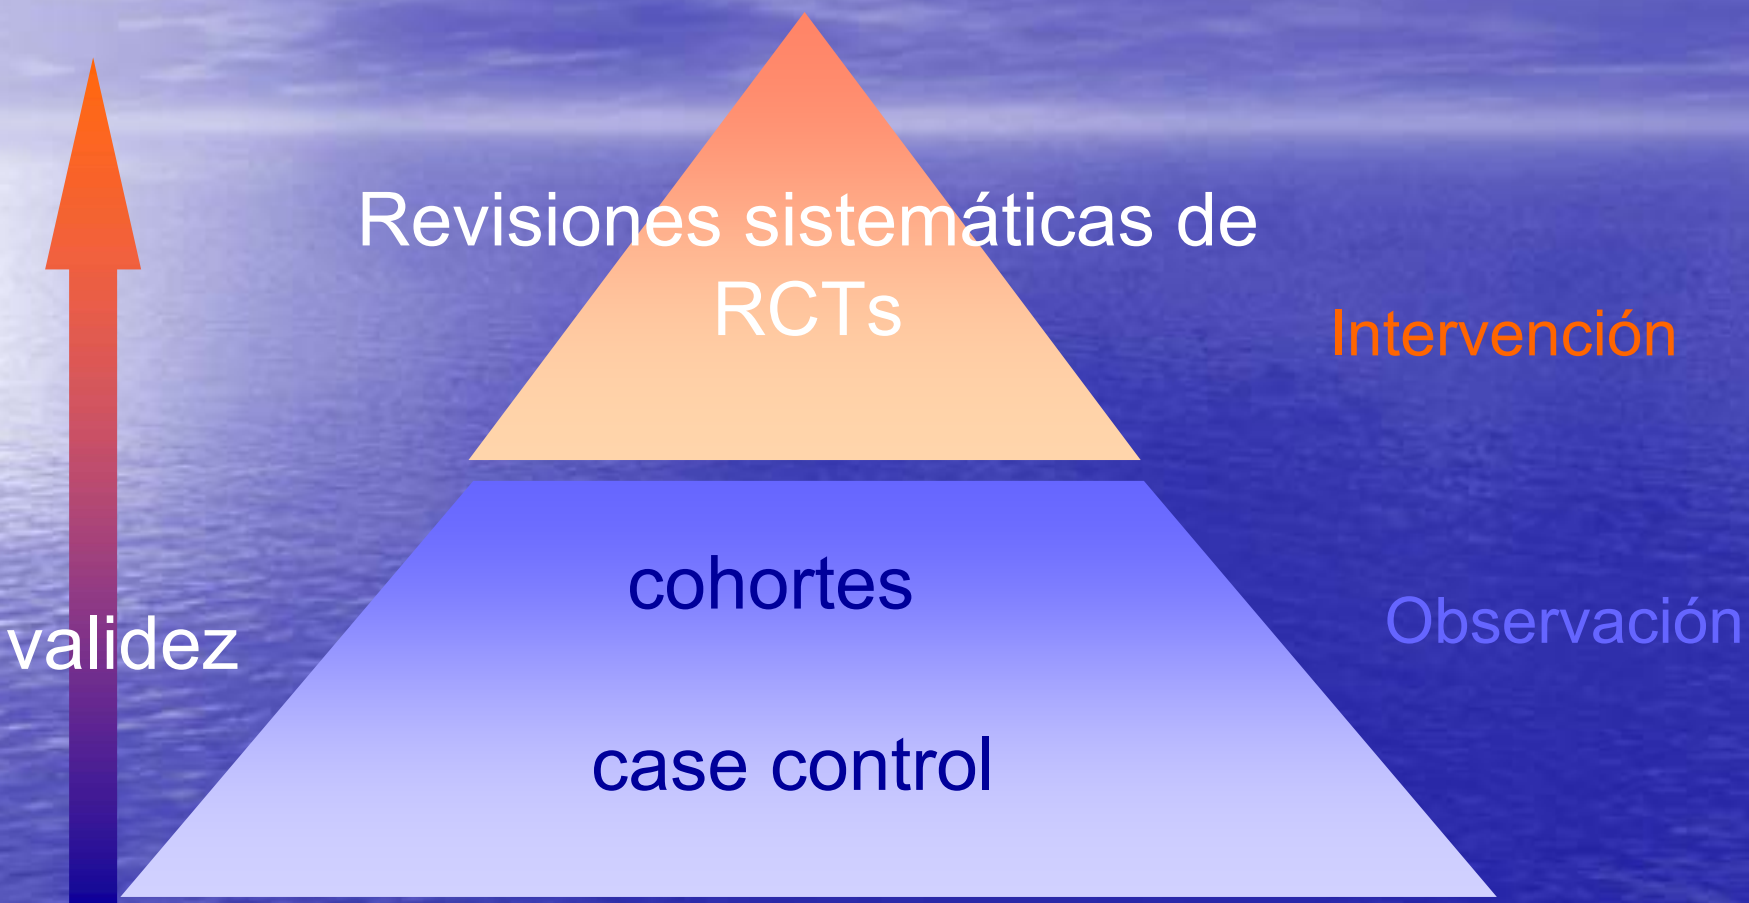 Revisiones sistemáticas de
RCTs
Intervención
cohortes
Observación
validez
case control